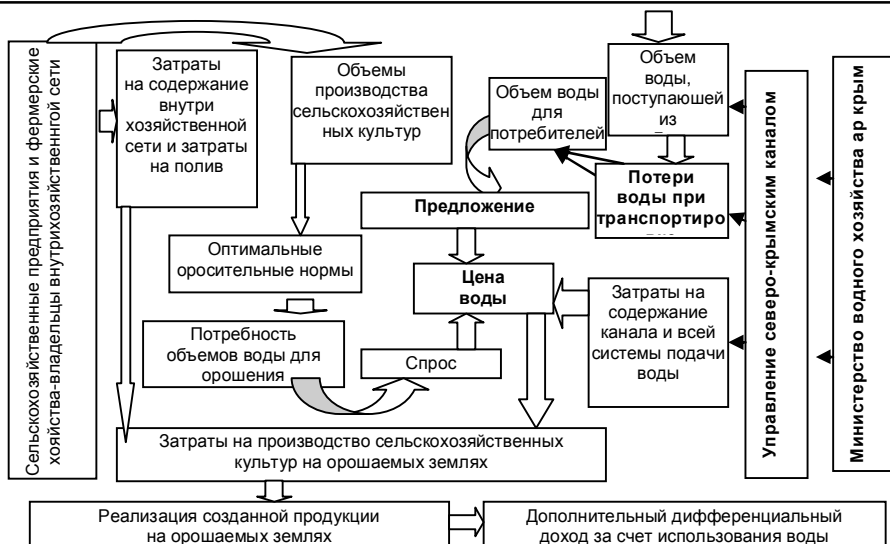 Сельскохозяйственные предприятия и фермерские
хояйства-владельцы внутрихозяйственнгой сети
Затраты
на содержание
внутри
хозяйственной
сети и затраты
на полив
Объемы
производства
сельскохозяйствен
ных культур
Объем воды
для
потребителей
Объем
воды,
поступаюшей
из
Потери
воды при
транспортиро
Управление северо-крымским каналом
Министерство водного хозяйства ар крым
Предложение
Оптимальные
оросительные нормы
Цена
воды
Затраты на
содержание
канала и всей
системы подачи
воды
Потребность
объемов воды для
орошения
Спрос
Затраты на производство сельскохозяйственных
культур на орошаемых землях
Реализация созданной продукции
на орошаемых землях
Дополнительный дифференциальный
доход за счет использования воды